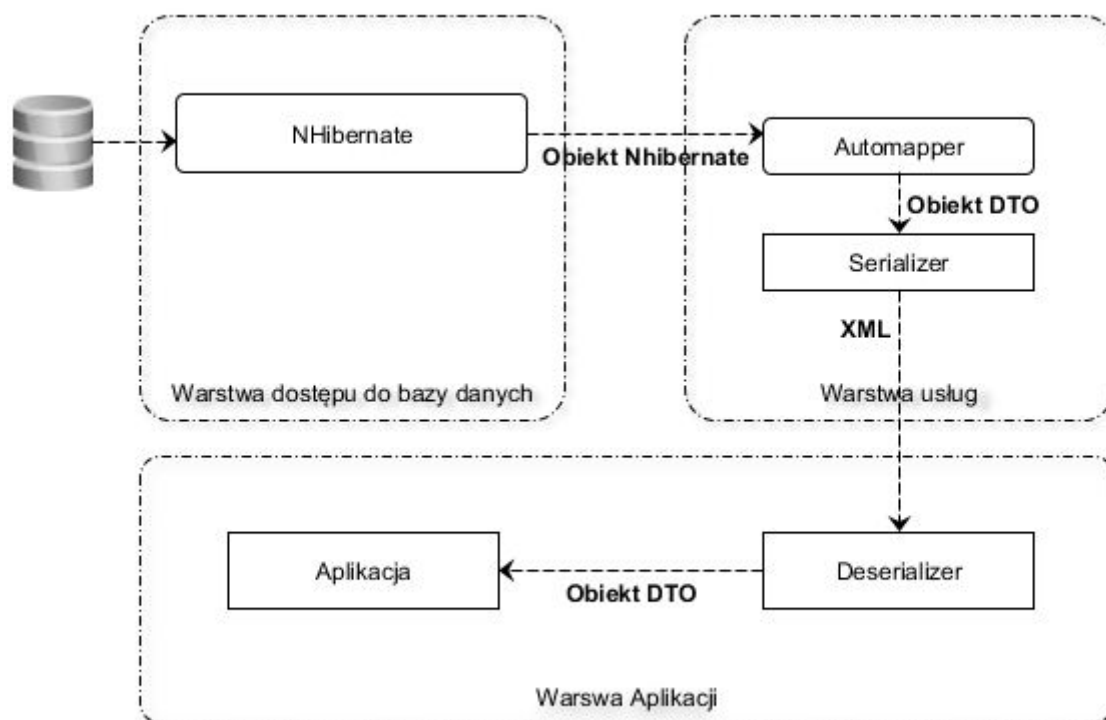 NHibernate
Obiekt Nhibernate
Automapper
Obiekt DTO
Serializer
XML
Warstwa dostępu do bazy danych
Warstwa usług
Aplikacja
Obiekt DTO
Deserializer
Warswa Aplikacji